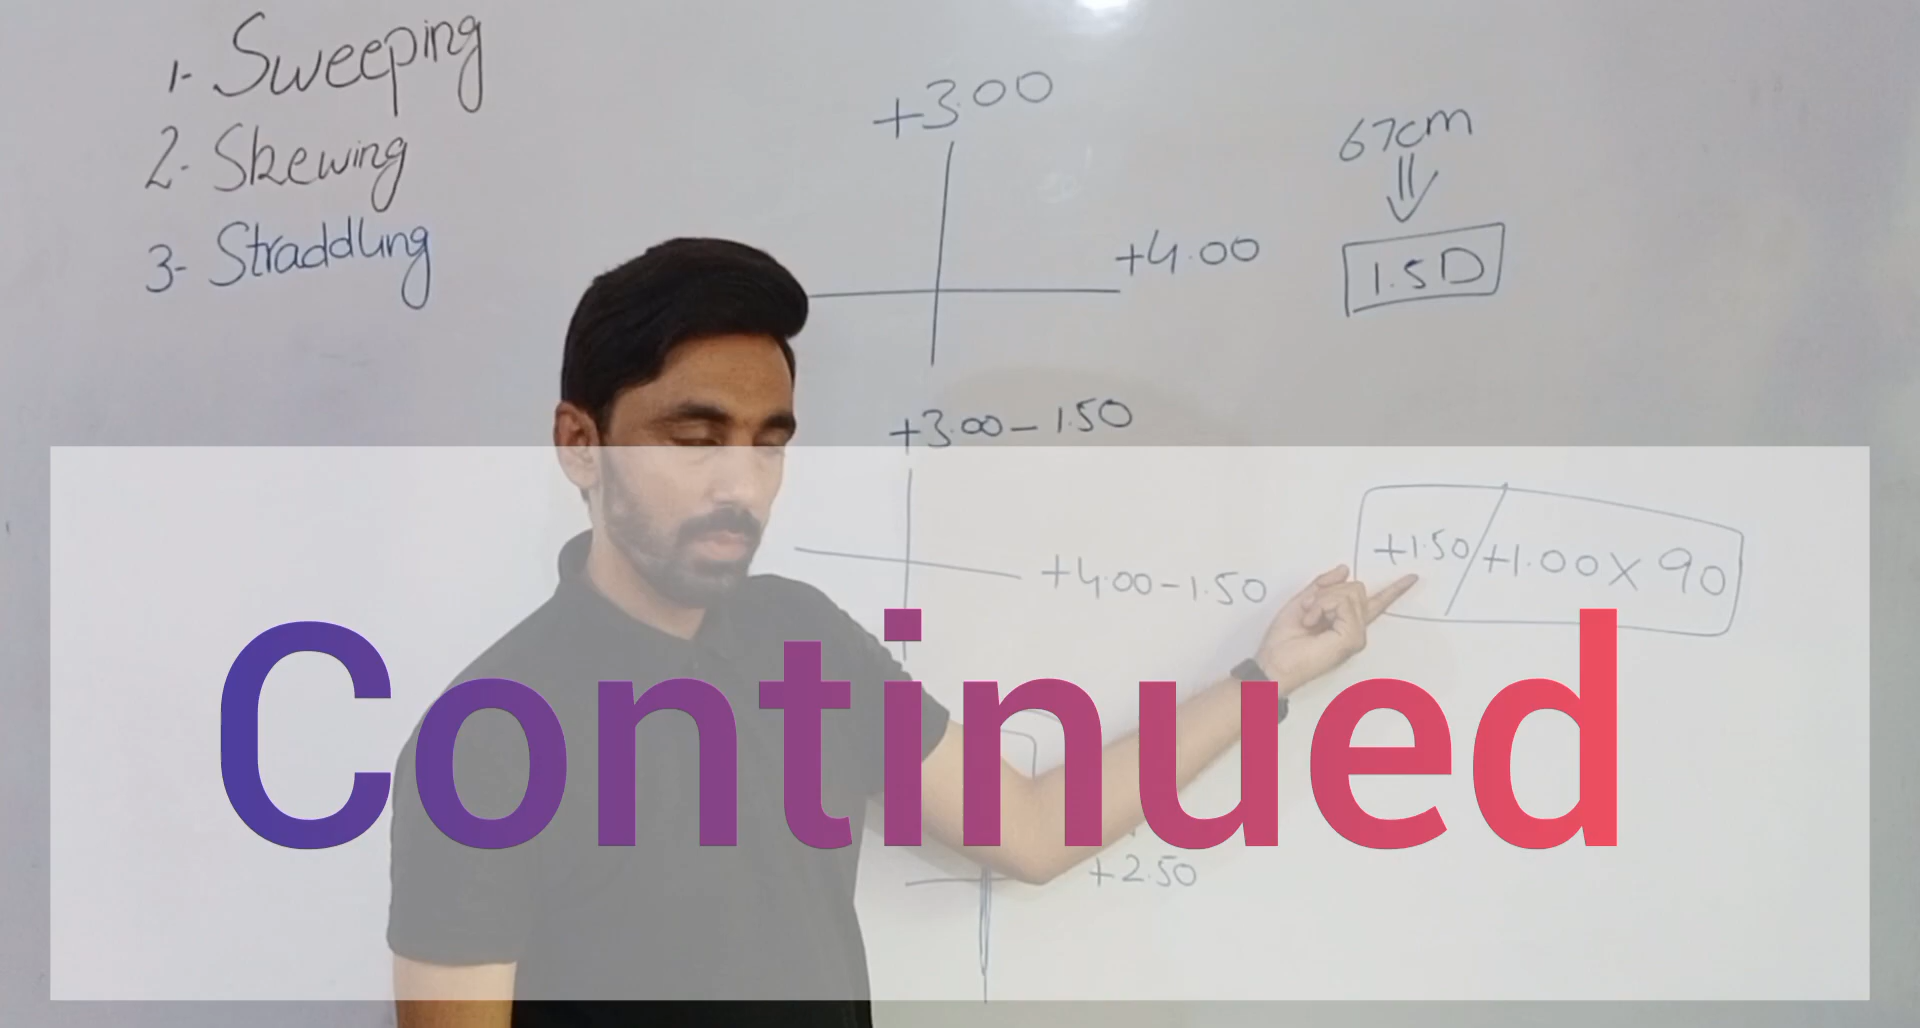 1- Sweeping
2- Skewing
3- Straddling
+3.00
+4.00
67cm
1.5D
+3.00-1.50
+4.00-1.50
+1.50/+1.00X90
Continued
+2.50